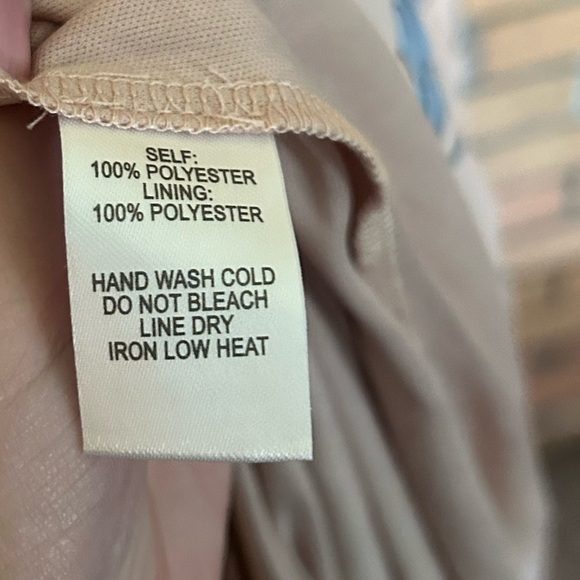 SELF:
100% POLYESTER
LINING:
100% POLYESTER
HAND WASH COLD
DO NOT BLEACH
LINE DRY
IRON LOW HEAT